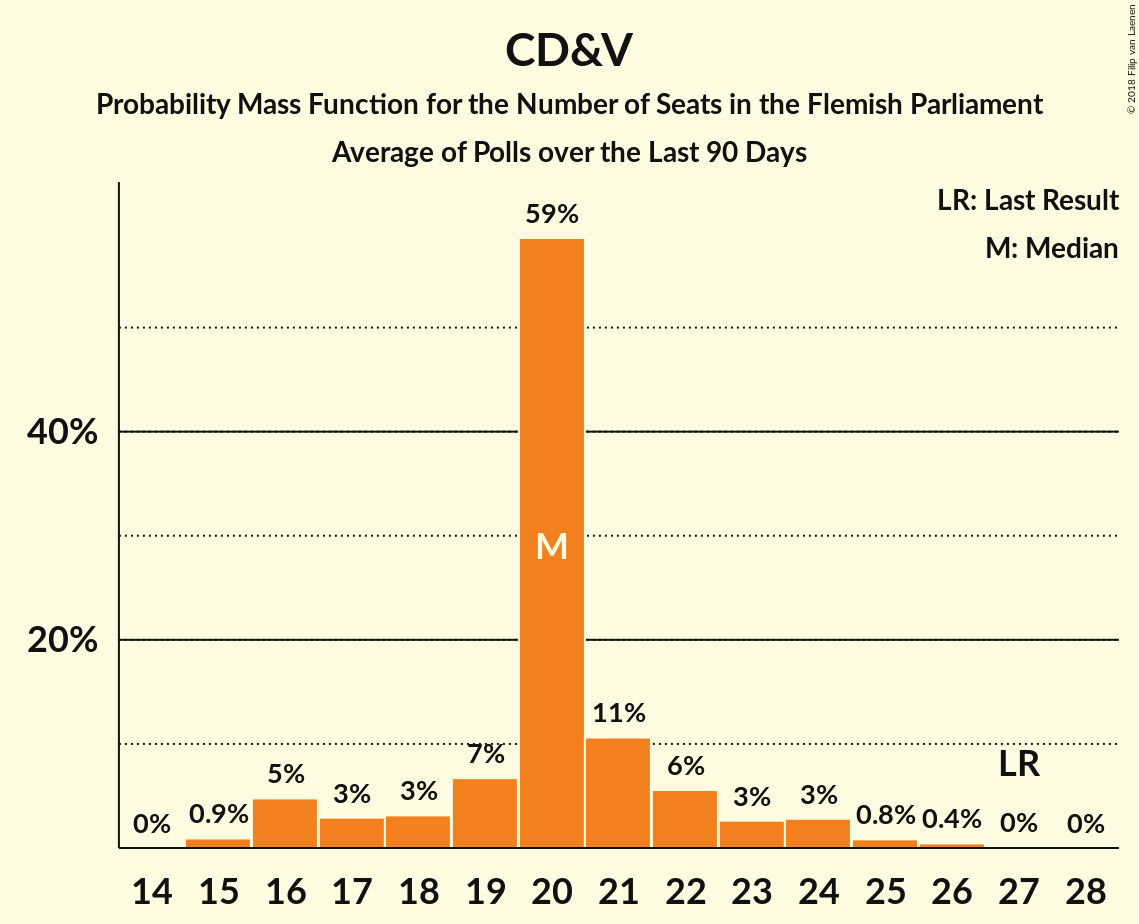 CD&V
Probability Mass Function for the Number of Seats in the Flemish Parliament
Average of Polls over the Last 90 Days
© 2018 Filip van Laenen
LR: Last Result
M: Median
40%
20%
0%
0.9%
5%
3%
3%
7%
59%
11%
6%
3%
3%
0.8%
0.4%
0%
0%
M
LR
14 15 16 17 18 19 20 21 22 23 24 25 26 27 28